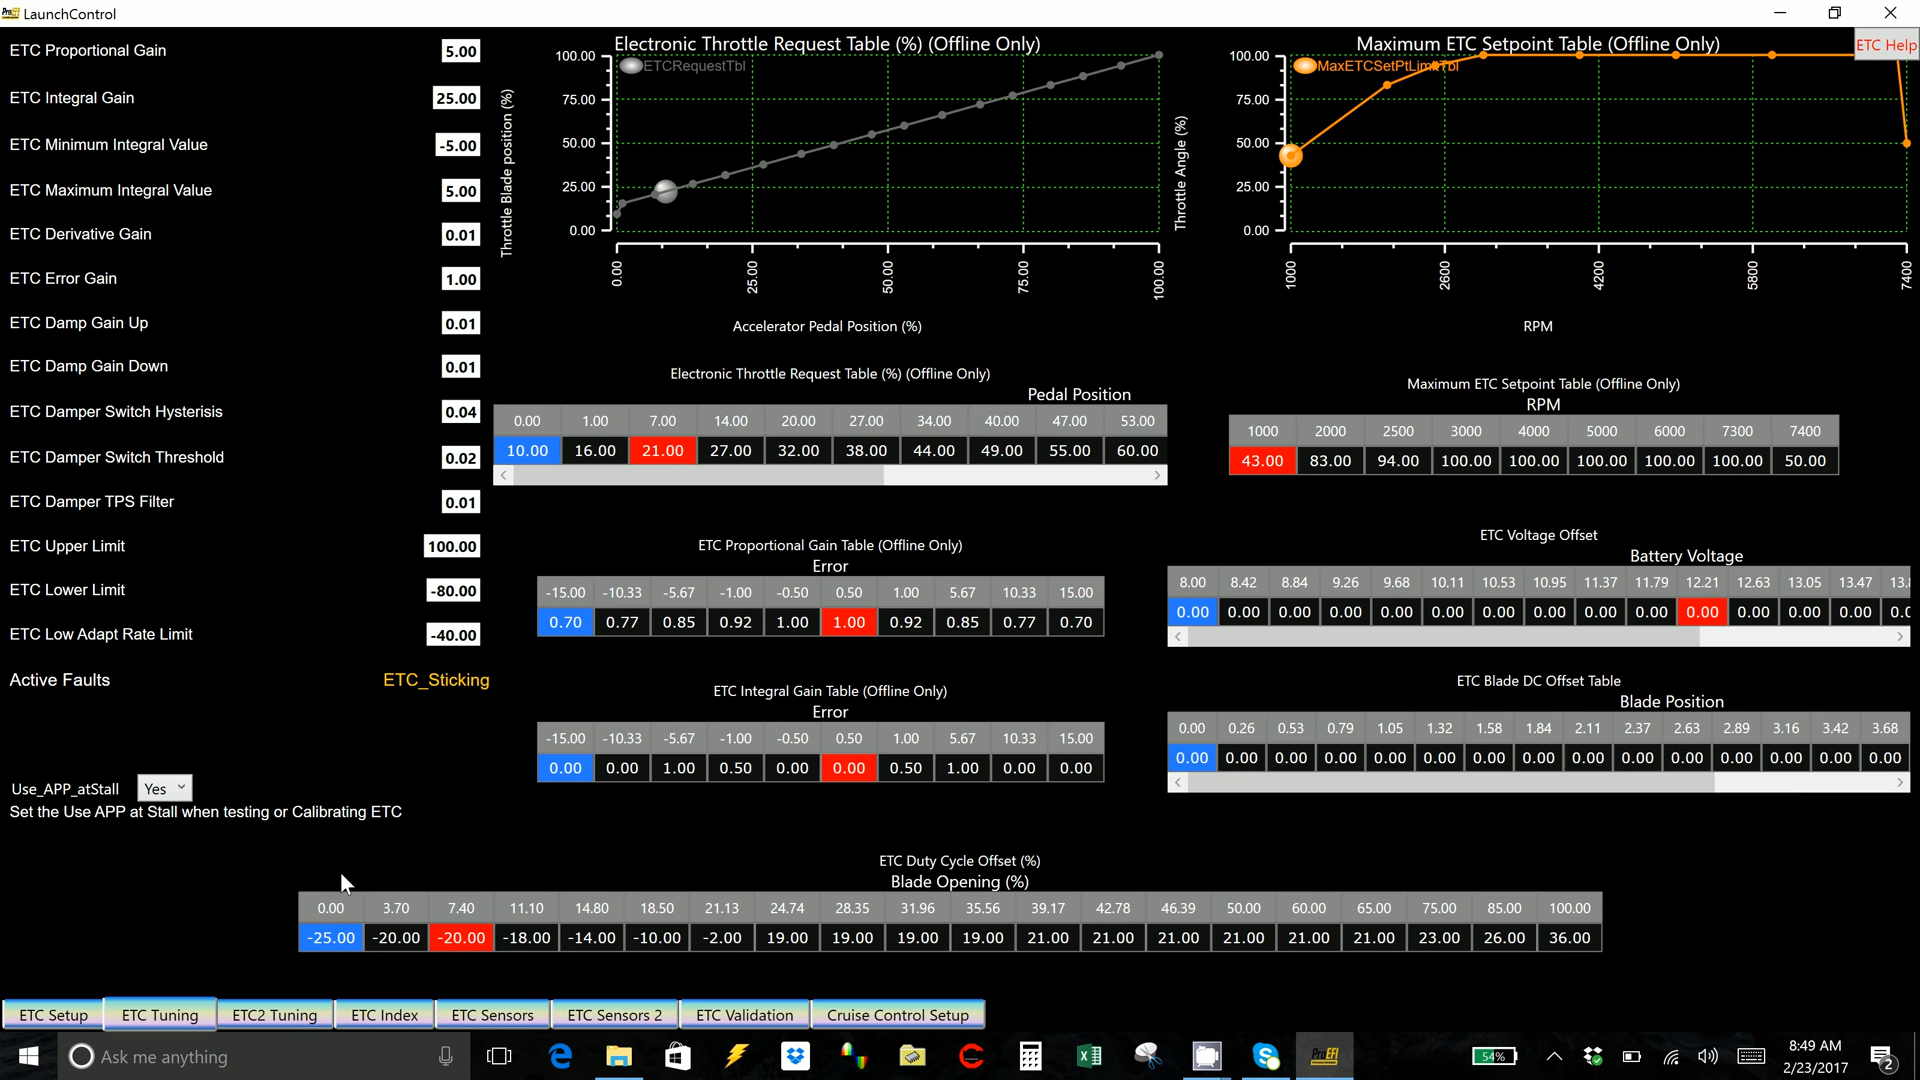 LaunchControl
ETC Help
ETC Proportional Gain 5.00
ETC Integral Gain 25.00
ETC Minimum Integral Value -5.00
ETC Maximum Integral Value 5.00
ETC Derivative Gain 0.01
ETC Error Gain 1.00
ETC Damp Gain Up 0.01
ETC Damp Gain Down 0.01
ETC Damper Switch Hysterisis 0.04
ETC Damper Switch Threshold 0.02
ETC Damper TPS Filter 0.01
ETC Upper Limit 100.00
ETC Lower Limit -80.00
ETC Low Adapt Rate Limit -40.00
Active Faults ETC_Sticking
Use_APP_atStall Yes
Set the Use APP at Stall when testing or Calibrating ETC
Electronic Throttle Request Table (%) (Offline Only)
ETCRequestTbl
Throttle Blade position (%)
100.00
75.00
50.00
25.00
0.00
0.00 25.00 50.00 75.00 100.00
Accelerator Pedal Position (%)
Maximum ETC Setpoint Table (Offline Only)
MaxETCSetPtLimitTbl
Throttle Angle (%)
100.00
75.00
50.00
25.00
0.00
1000 2600 4200 5800 7400
RPM
Electronic Throttle Request Table (%) (Offline Only)
Pedal Position
0.00 1.00 7.00 14.00 20.00 27.00 34.00 40.00 47.00 53.00
10.00 16.00 21.00 27.00 32.00 38.00 44.00 49.00 55.00 60.00
Maximum ETC Setpoint Table (Offline Only)
RPM
1000 2000 2500 3000 4000 5000 6000 7300 7400
43.00 83.00 94.00 100.00 100.00 100.00 100.00 100.00 50.00
ETC Proportional Gain Table (Offline Only)
Error
-15.00 -10.33 -5.67 -1.00 -0.50 0.50 1.00 5.67 10.33 15.00
0.70 0.77 0.85 0.92 1.00 1.00 0.92 0.85 0.77 0.70
ETC Voltage Offset
Battery Voltage
8.00 8.42 8.84 9.26 9.68 10.11 10.53 10.95 11.37 11.79 12.21 12.63 13.05 13.47
0.00 0.00 0.00 0.00 0.00 0.00 0.00 0.00 0.00 0.00 0.00 0.00 0.00 0.00
ETC Integral Gain Table (Offline Only)
Error
-15.00 -10.33 -5.67 -1.00 -0.50 0.50 1.00 5.67 10.33 15.00
0.00 0.00 1.00 0.50 0.00 0.00 0.50 1.00 0.00 0.00
ETC Blade DC Offset Table
Blade Position
0.00 0.26 0.53 0.79 1.05 1.32 1.58 1.84 2.11 2.37 2.63 2.89 3.16 3.42 3.68
0.00 0.00 0.00 0.00 0.00 0.00 0.00 0.00 0.00 0.00 0.00 0.00 0.00 0.00 0.00
ETC Duty Cycle Offset (%)
Blade Opening (%)
0.00 3.70 7.40 11.10 14.80 18.50 21.13 24.74 28.35 31.96 35.56 39.17 42.78 46.39 50.00 60.00 65.00 75.00 85.00 100.00
-25.00 -20.00 -20.00 -18.00 -14.00 -10.00 -2.00 19.00 19.00 19.00 19.00 21.00 21.00 21.00 21.00 21.00 21.00 23.00 26.00 36.00
ETC Setup ETC Tuning ETC2 Tuning ETC Index ETC Sensors ETC Sensors 2 ETC Validation Cruise Control Setup
Ask me anything
54%
8:49 AM
2/23/2017
2